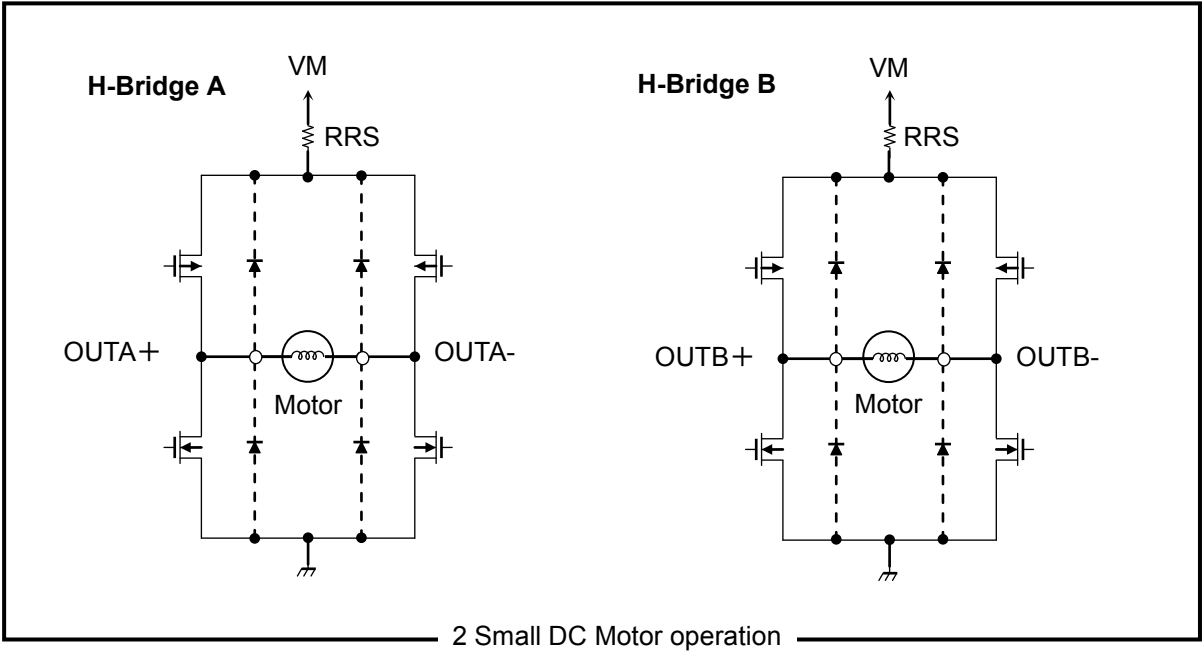 H-Bridge A
VM
RRS
OUTA+
OUTA-
Motor
H-Bridge B
VM
RRS
OUTB+
OUTB-
Motor
2 Small DC Motor operation